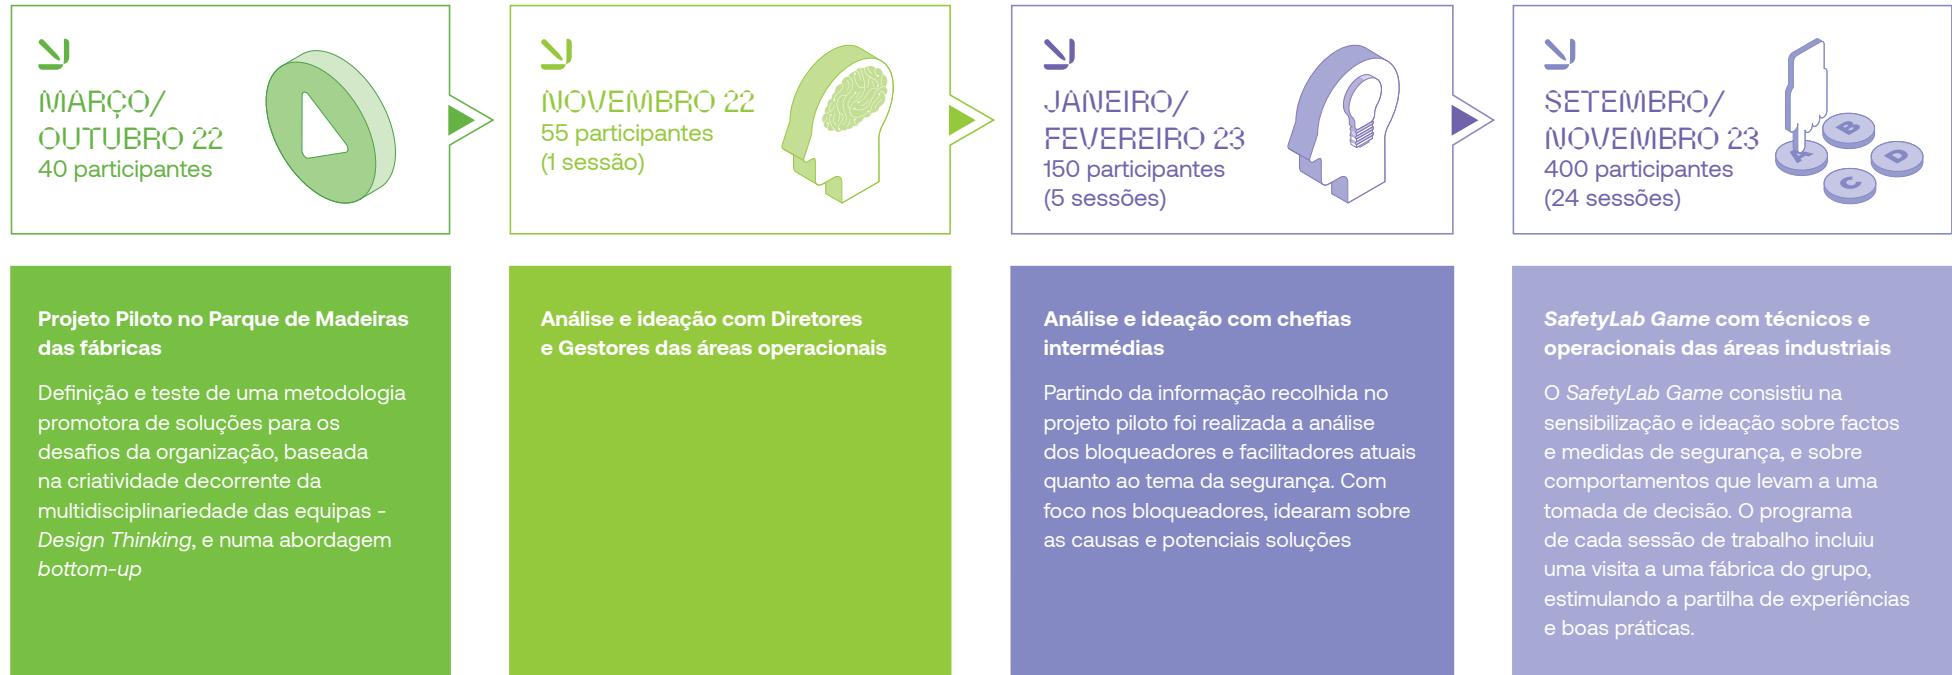 MARÇO/
OUTUBRO 22
40 participantes
NOVEMBRO 22
55 participantes
(1 sessão)
JANEIRO/
FEVEREIRO 23
150 participantes
(5 sessões)
SETEMBRO/
NOVEMBRO 23
400 participantes
(24 sessões)
A
B
C
D
Projeto Piloto no Parque de Madeiras
das fábricas
Definição e teste de uma metodologia
promotora de soluções para os
desafios da organização, baseada
na criatividade decorrente da
multidisciplinariedade das equipas -
Design Thinking, e numa abordagem
bottom-up
Análise e ideação com Diretores
e Gestores das áreas operacionais
Análise e ideação com chefias
intermédias
Partindo da informação recolhida no
projeto piloto foi realizada a análise
dos bloqueadores e facilitadores atuais
quanto ao tema da segurança. Com
foco nos bloqueadores, idearam sobre
as causas e potenciais soluções
SafetyLab Game com técnicos e
operacionais das áreas industriais
O SafetyLab Game consistiu na
sensibilização e ideação sobre factos
e medidas de segurança, e sobre
comportamentos que levam a uma
tomada de decisão. O programa
de cada sessão de trabalho incluiu
uma visita a uma fábrica do grupo,
estimulando a partilha de experiências
e boas práticas.